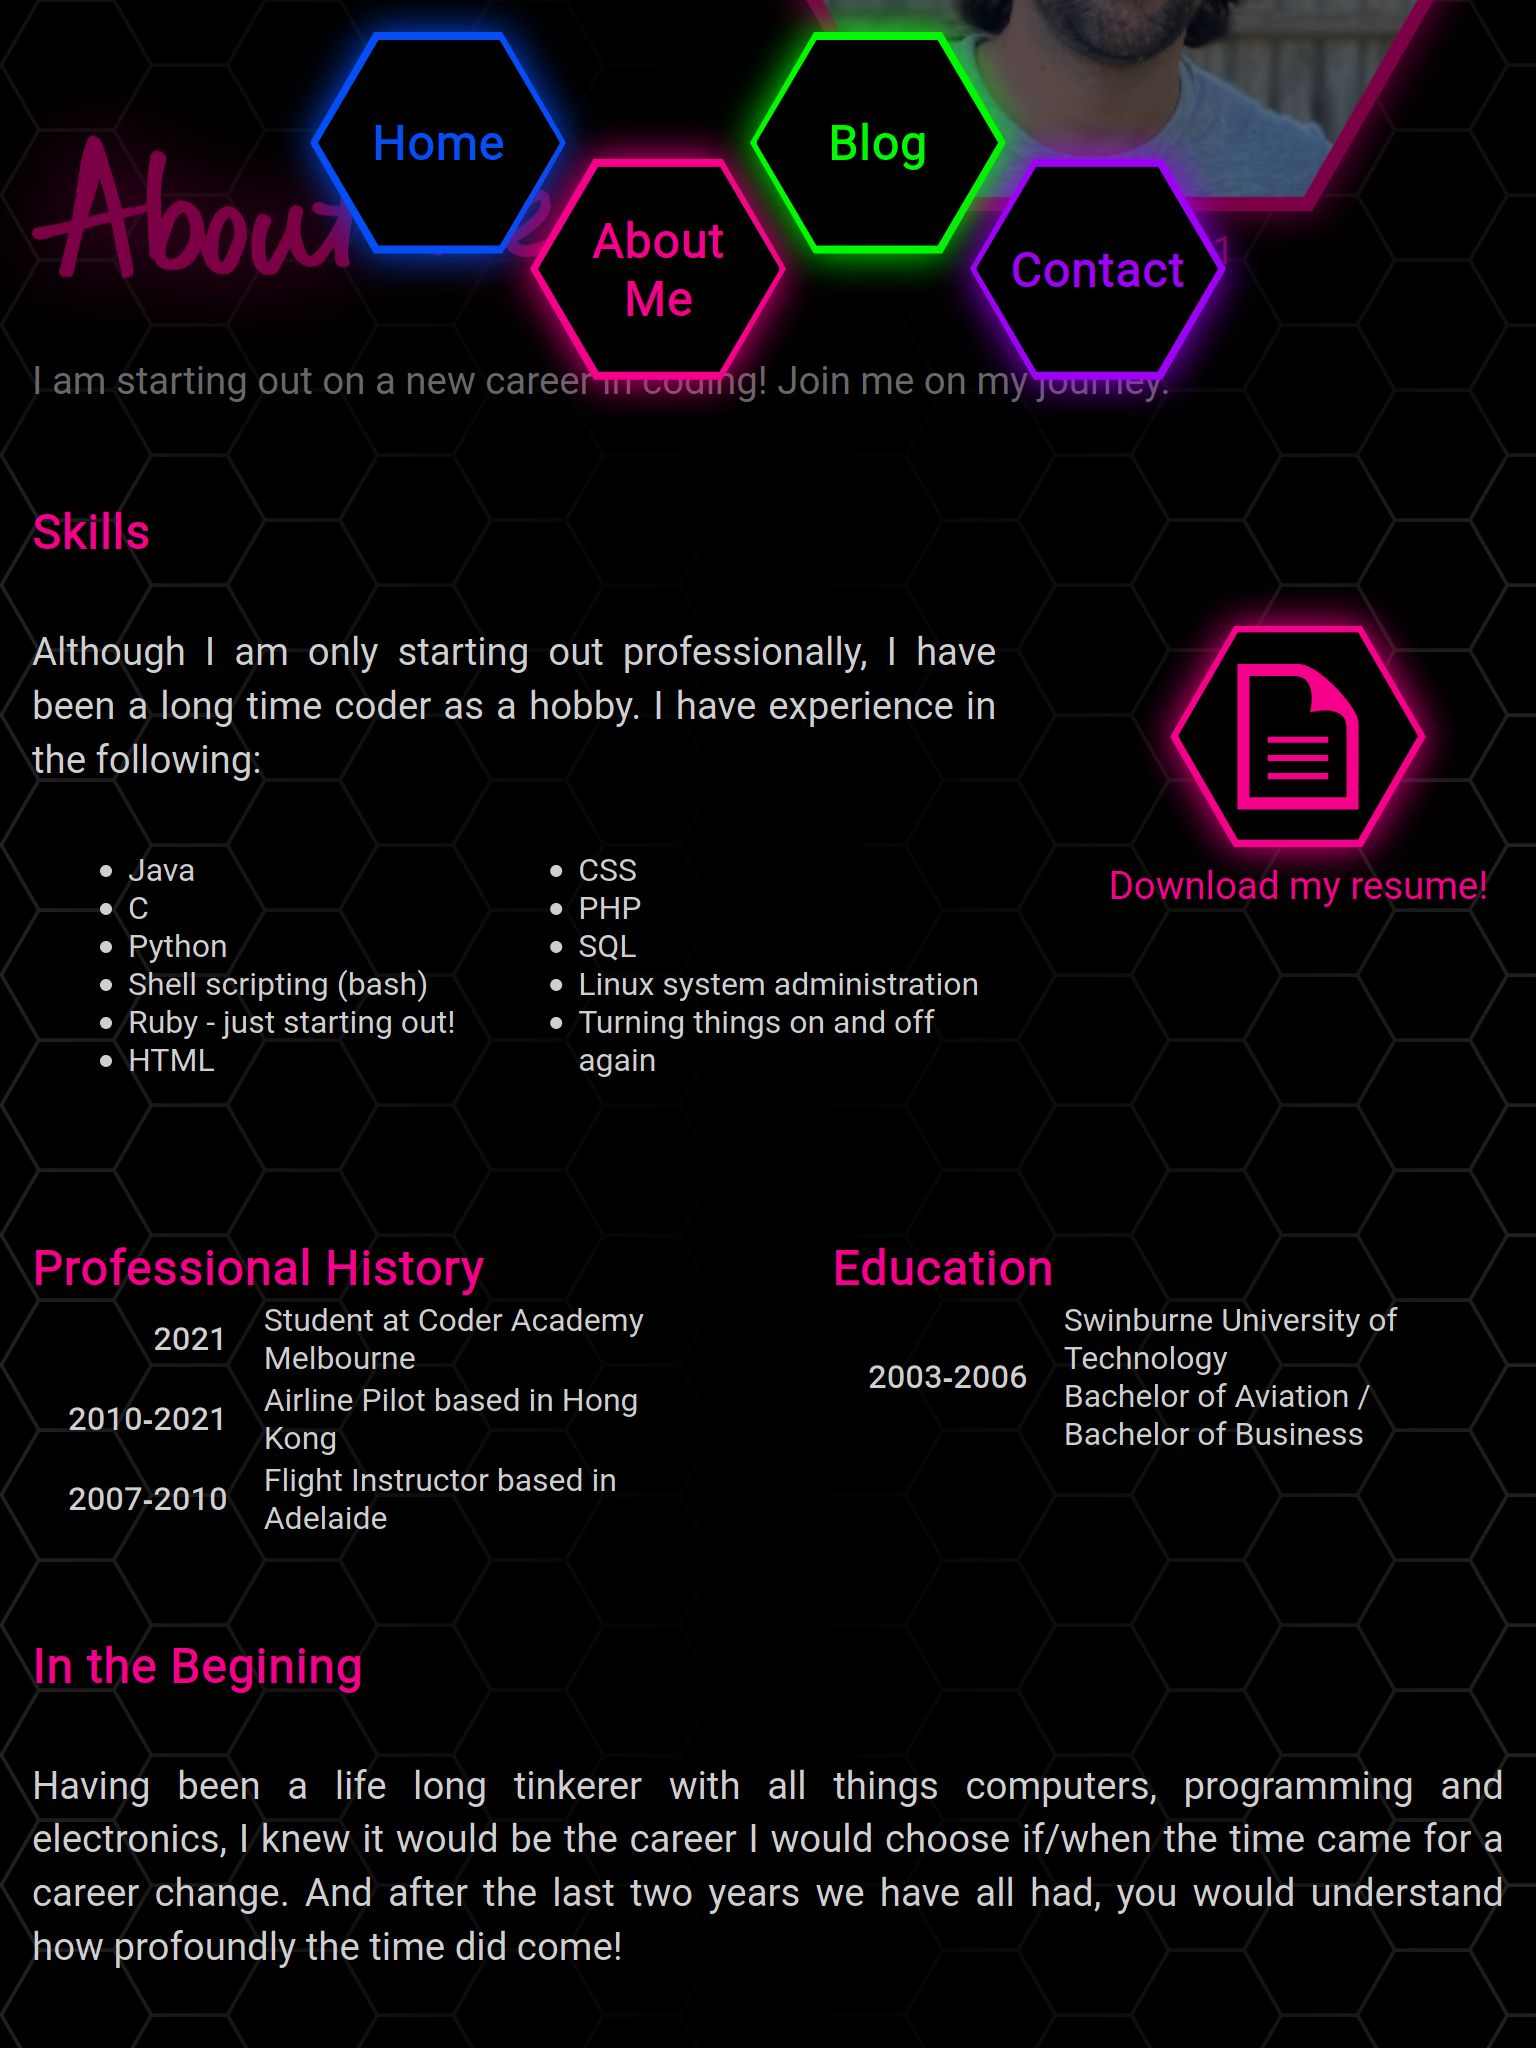 Home
Blog
About
Me
Contact
About
1
I am starting out on a new career in coding! Join me on my journey.
Skills
Although I am only starting out professionally, I have
been a long time coder as a hobby. I have experience in
the following:
Java
C
Python
Shell scripting (bash)
Ruby - just starting out!
HTML
CSS
PHP
SQL
Linux system administration
Turning things on and off
again
Download my resume!
Professional History
2021
Student at Coder Academy
Melbourne
2010-2021
Airline Pilot based in Hong
Kong
2007-2010
Flight Instructor based in
Adelaide
Education
2003-2006
Swinburne University of
Technology
Bachelor of Aviation /
Bachelor of Business
In the Begining
Having been a life long tinkerer with all things computers, programming and
electronics, I knew it would be the career I would choose if/when the time came for a
career change. And after the last two years we have all had, you would understand
how profoundly the time did come!